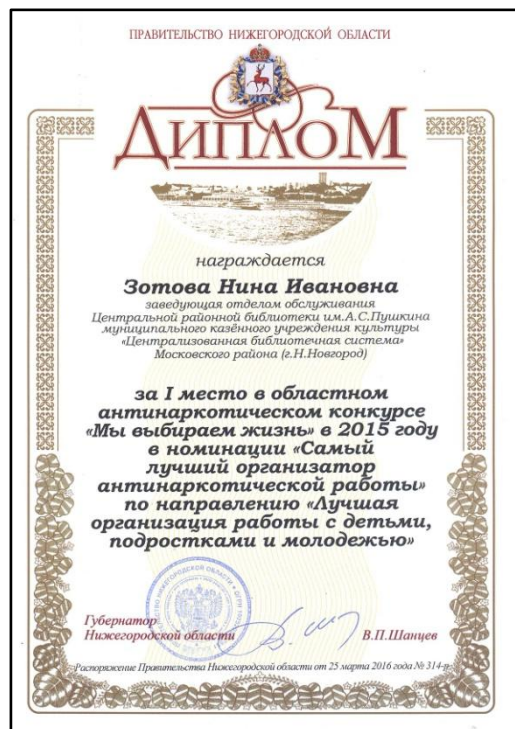 ПРАВИТЕЛЬСТВО НИЖЕГОРОДСКОЙ ОБЛАСТИ
ДИПЛОМ
награждается
Зотова Нина Ивановна
заведующая отделом обслуживания
Центральной районной библиотеки им.А.С.Пушкина
муниципального казённого учреждения культуры
«Централизованная библиотечная система»
Московского района (г.Н.Новгород)
за I место в областном
антинаркотическом конкурсе
«Мы выбираем жизнь» в 2015 году
в номинации «Самый
лучший организатор
антинаркотической работы»
по направлению «Лучшая
организация работы с детьми,
подростками и молодежью»
Губернатор
Нижегородской области
В.П.Шанцев
Распоряжение Правительства Нижегородской области от 25 марта 2016 года № 314-р